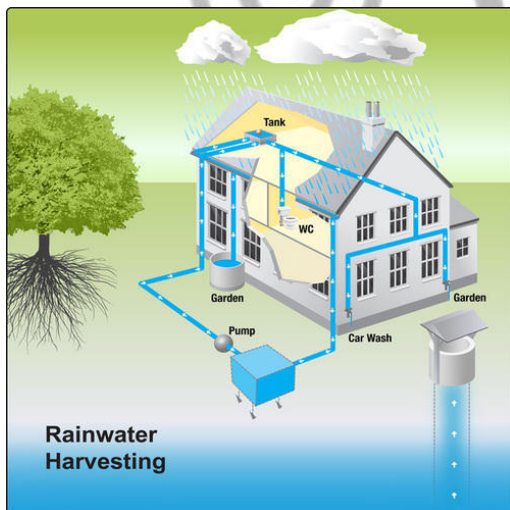 Tank
WC
Garden
Garden
Pump
Car Wash
Rainwater
Harvesting